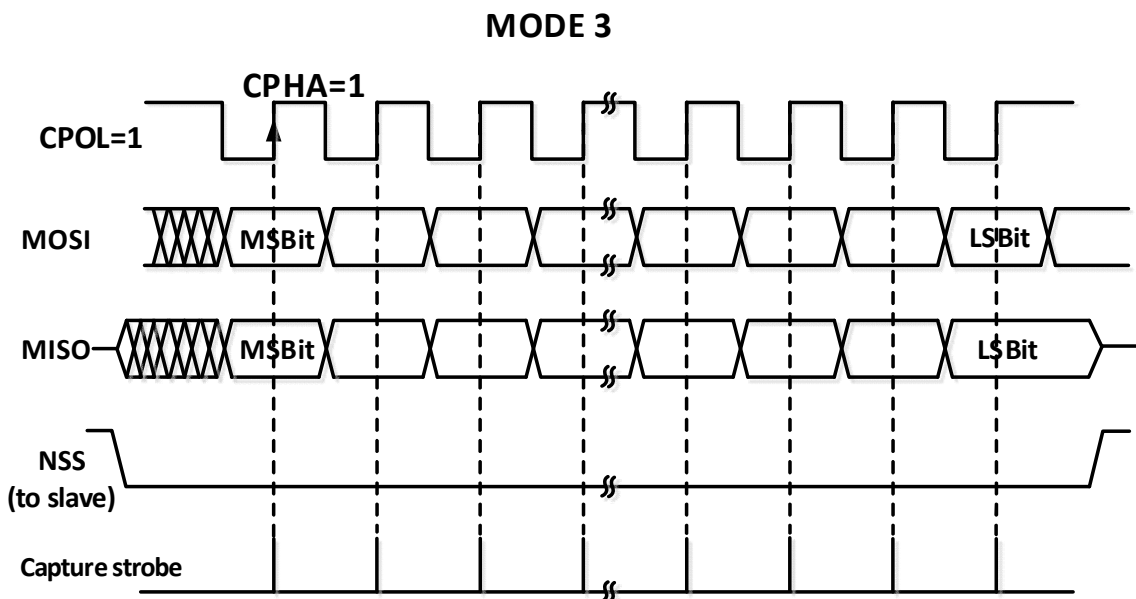 MODE 3
CPHA=1
CPOL=1
MOSI
MSBit
LSBit
MISO
MSBit
LSBit
NSS
(to slave)
Capture strobe